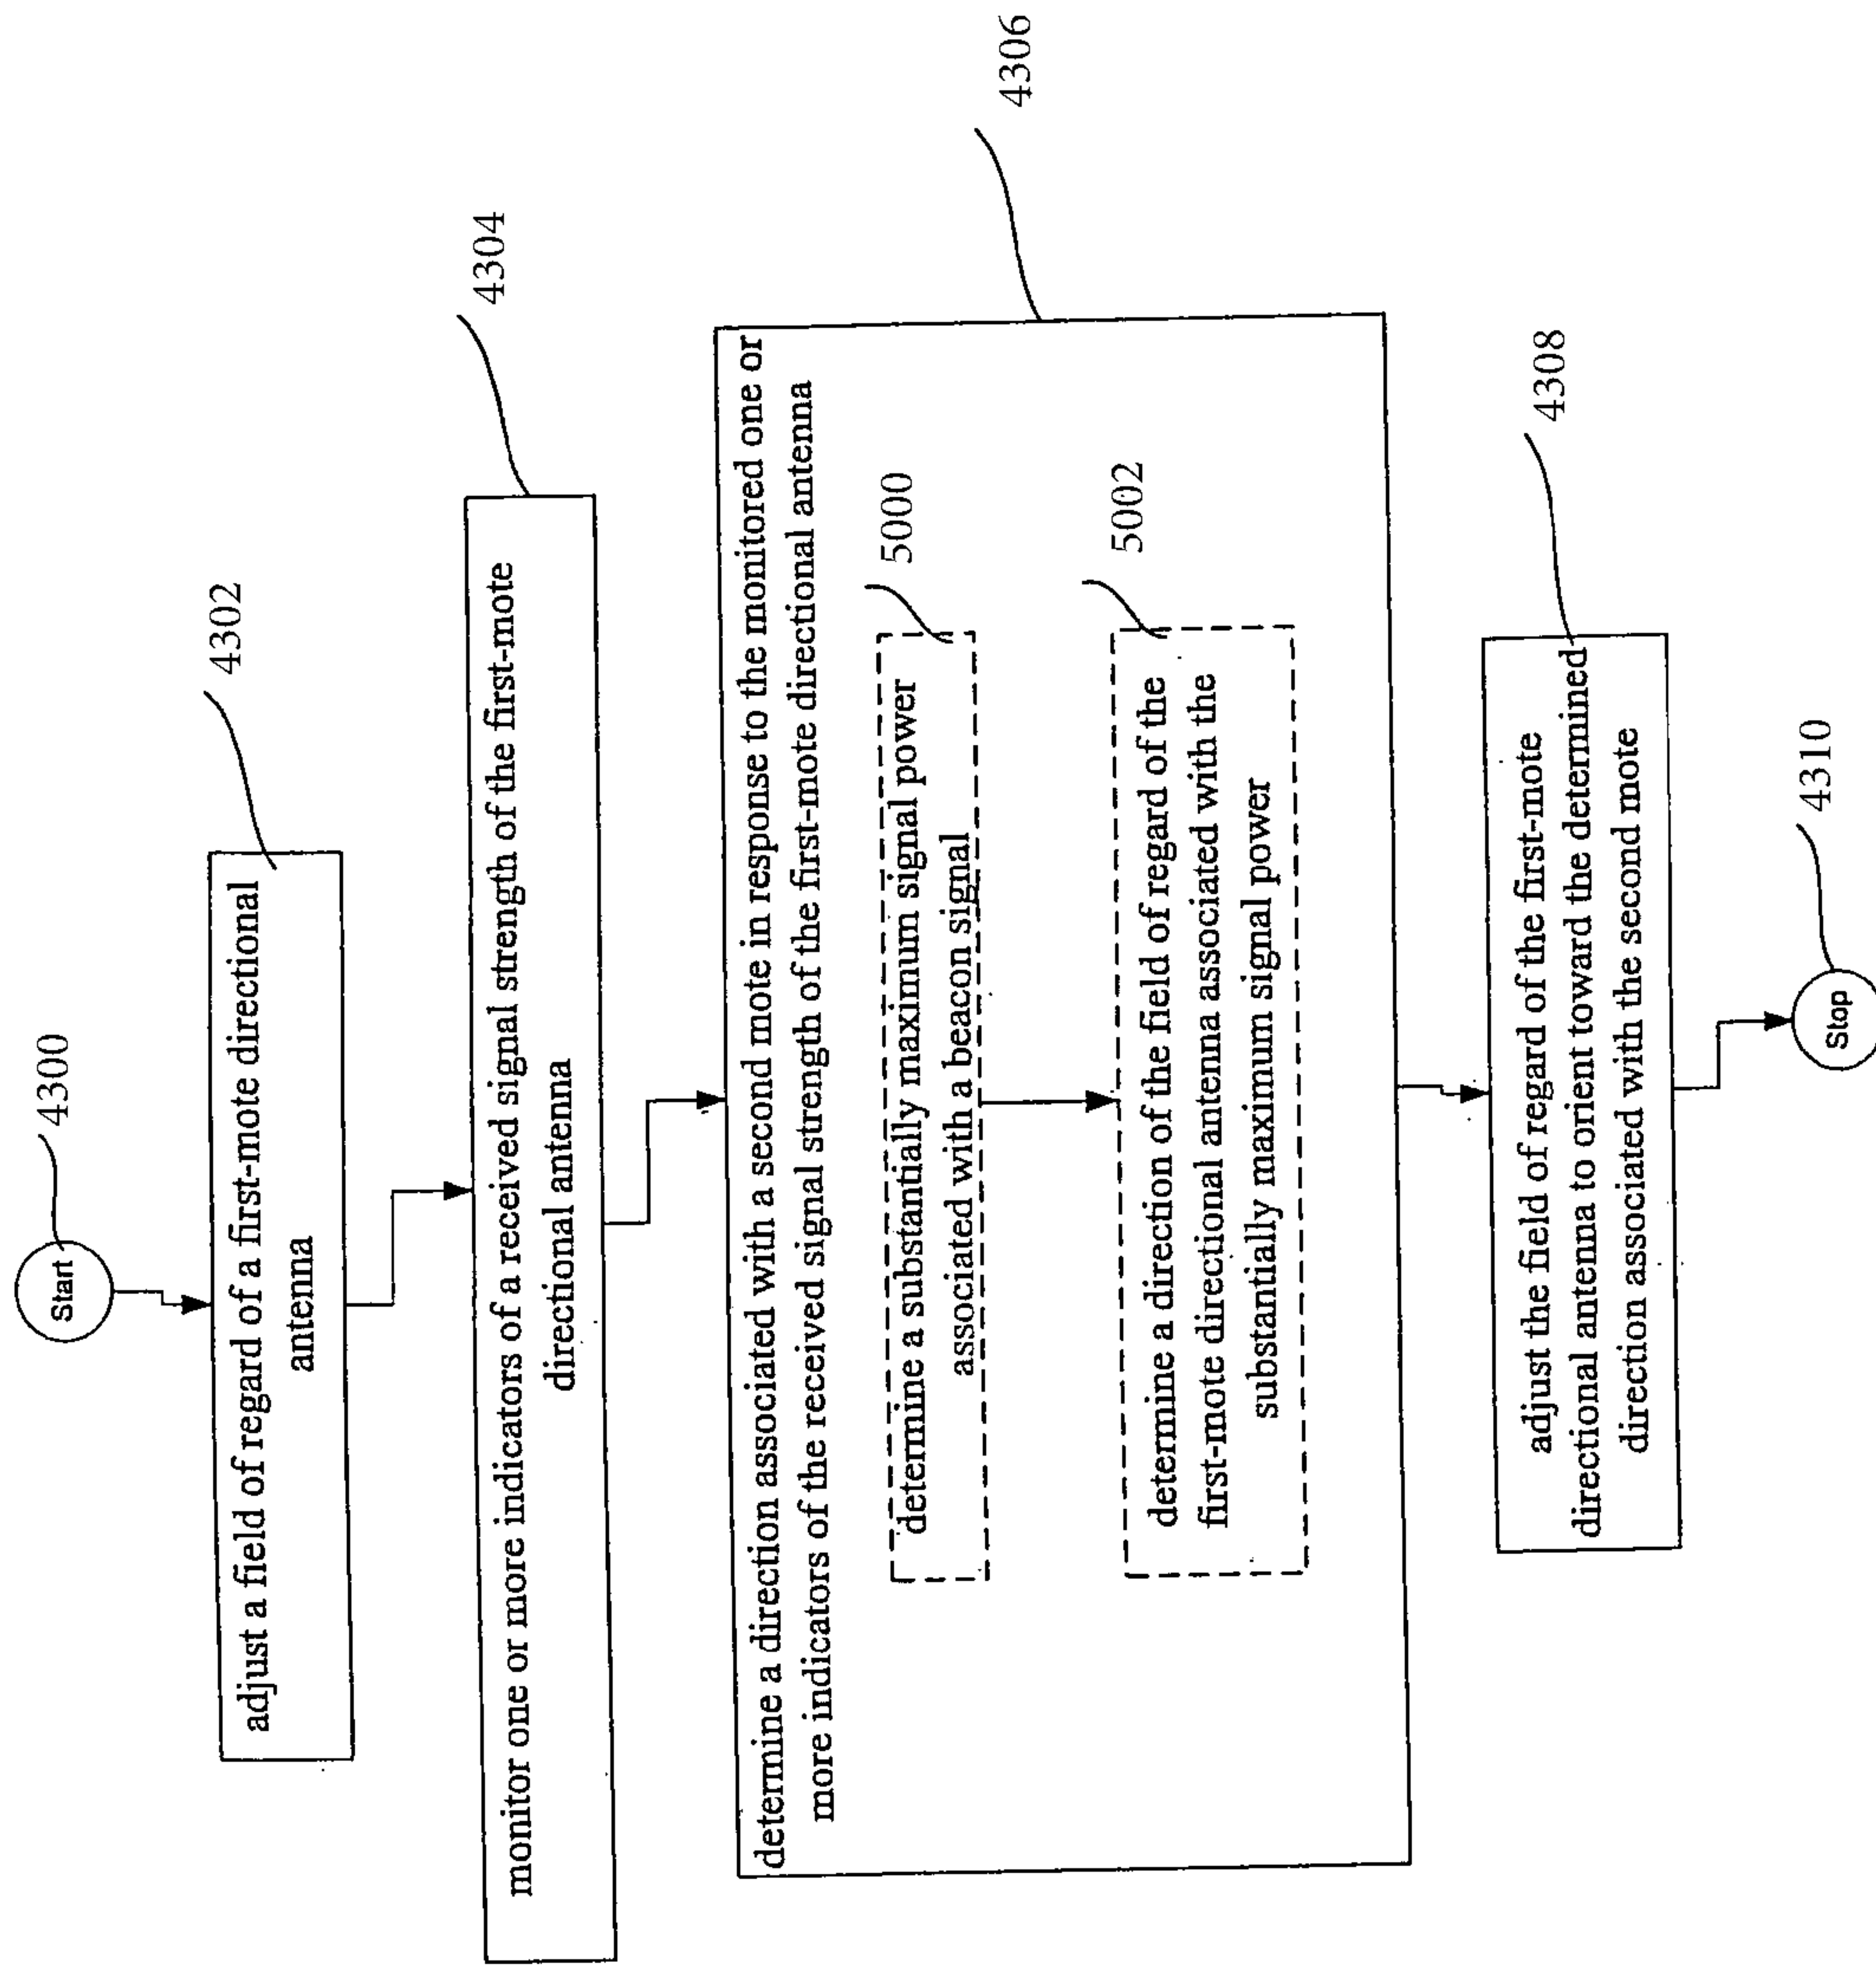 4300
Start
4302
adjust a field of regard of a first-mote directional
antenna
4304
monitor one or more indicators of a received signal strength of the first-mote
directional antenna
4306
determine a direction associated with a second mote in response to the monitored one or
more indicators of the received signal strength of the first-mote directional antenna
5000
determine a substantially maximum signal power
associated with a beacon signal
5002
determine a direction of the field of regard of the
first-mote directional antenna associated with the
substantially maximum signal power
4308
adjust the field of regard of the first-mote
directional antenna to orient toward the determined
direction associated with the second mote
4310
Stop